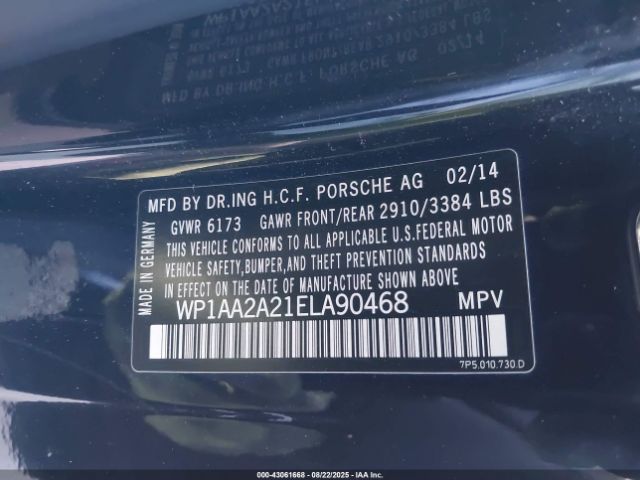 MFD BY DR.ING H.C.F. PORSCHE AG 02/14
GVWR 6173 GAWR FRONT/REAR 2910/3384 LBS
THIS VEHICLE CONFORMS TO ALL APPLICABLE U.S.FEDERAL MOTOR
VEHICLE SAFETY,BUMPER,AND THEFT PREVENTION STANDARDS
IN EFFECT ON THE DATE OF MANUFACTURE SHOWN ABOVE
WP1AA2A21ELA90468 MPV
MADE IN GERMANY
7P5.010.730.D
000-43061668 - 08/22/2025 - IAAI, Inc.